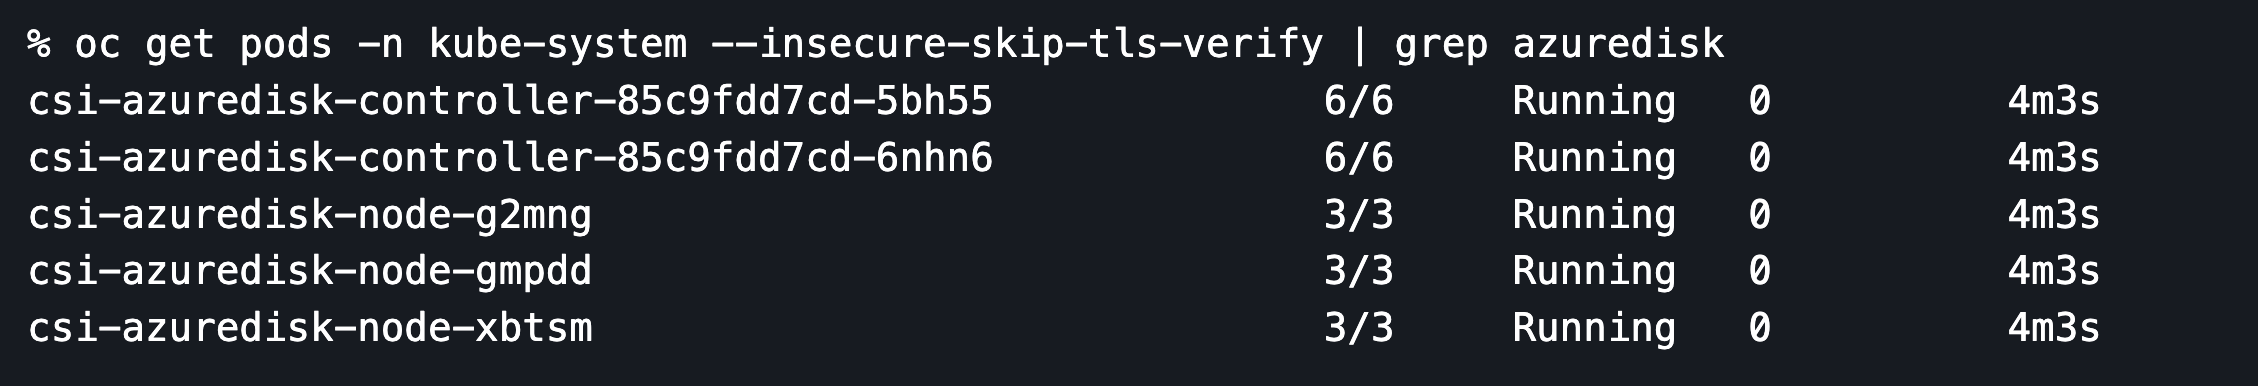 % oc get pods -n kube-system --insecure-skip-tls-verify | grep azuredisk
csi-azuredisk-controller-85c9fdd7cd-5bh55 6/6 Running 0 4m3s
csi-azuredisk-controller-85c9fdd7cd-6nhn6 6/6 Running 0 4m3s
csi-azuredisk-node-g2mng 3/3 Running 0 4m3s
csi-azuredisk-node-gmpdd 3/3 Running 0 4m3s
csi-azuredisk-node-xbtsm 3/3 Running 0 4m3s